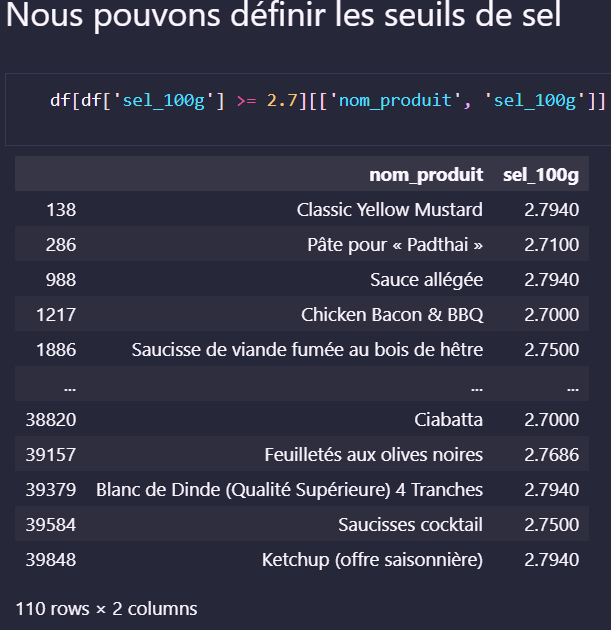 Nous pouvons définir les seuils de sel
df[df['sel_100g'] >= 2.7][['nom_produit', 'sel_100g']]
nom_produit sel_100g
138 Classic Yellow Mustard 2.7940
286 Pâte pour « Padthai » 2.7100
988 Sauce allégée 2.7940
1217 Chicken Bacon & BBQ 2.7000
1886 Saucisse de viande fumée au bois de hêtre 2.7500
... ... ...
38820 Ciabatta 2.7000
39157 Feuilletés aux olives noires 2.7686
39379 Blanc de Dinde (Qualité Supérieure) 4 Tranches 2.7940
39584 Saucisses cocktail 2.7500
39848 Ketchup (offre saisonnière) 2.7940
110 rows × 2 columns